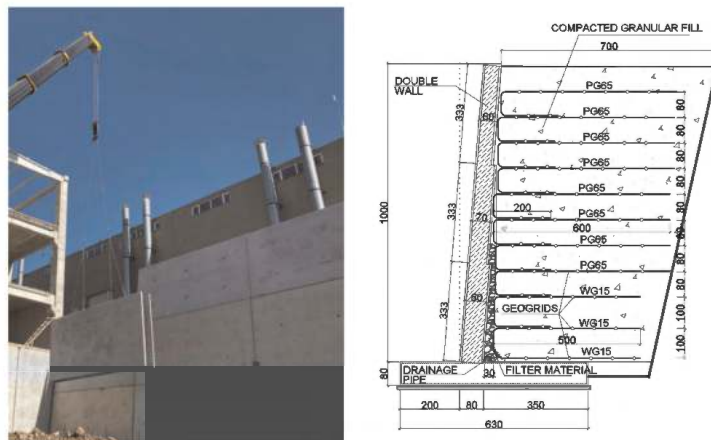 COMPACTED GRANULAR FILL
700
DOUBLE
WALL
PG65
80
PG65
60
333
80
PG65
80
PG65
80
PG65
80
1000
333
200
PG65
70
600
PG65
80
PG65
80
WG15
60
GEOGRIDS
100
333
WG15
500
100
WG15
80
DRAINAGE
PIPE
30
FILTER MATERIAL
200
80
350
630